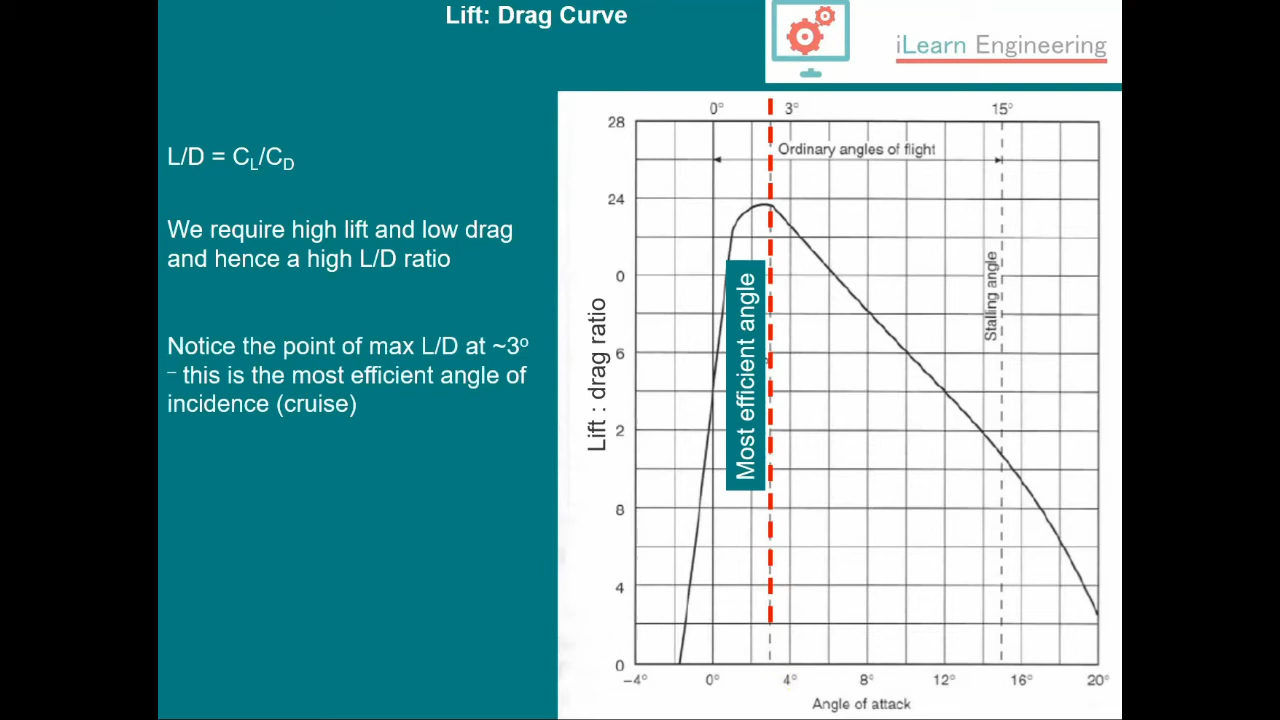 Lift: Drag Curve
iLearn Engineering
L/D = CL/CD
We require high lift and low drag
and hence a high L/D ratio
Notice the point of max L/D at ~3o
– this is the most efficient angle of
incidence (cruise)
0° 3° 15°
28
Ordinary angles of flight
24
0
6
2
8
4
0
Lift : drag ratio
Most efficient angle
Stalling angle
−4° 0° 4° 8° 12° 16° 20°
Angle of attack